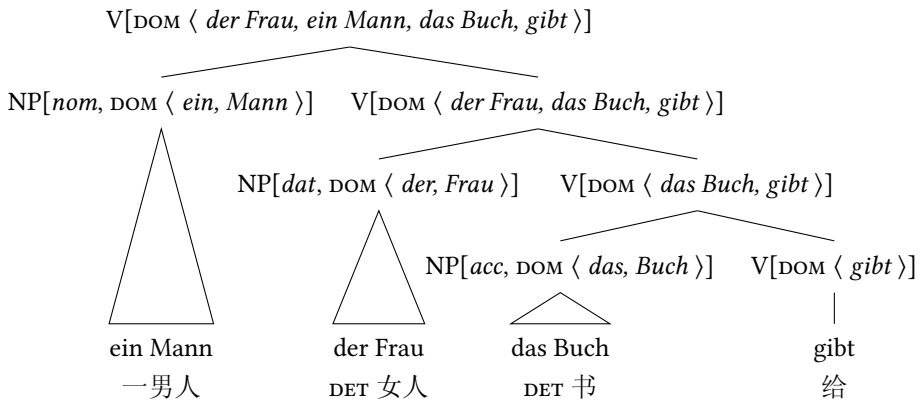 V[DOM ⟨ der Frau, ein Mann, das Buch, gibt ⟩]
NP[nom, DOM ⟨ ein, Mann ⟩] V[DOM ⟨ der Frau, das Buch, gibt ⟩]
NP[dat, DOM ⟨ der, Frau ⟩] V[DOM ⟨ das Buch, gibt ⟩]
NP[acc, DOM ⟨ das, Buch ⟩] V[DOM ⟨ gibt ⟩]
ein Mann der Frau das Buch gibt
一男人 DET 女人 DET 书 给